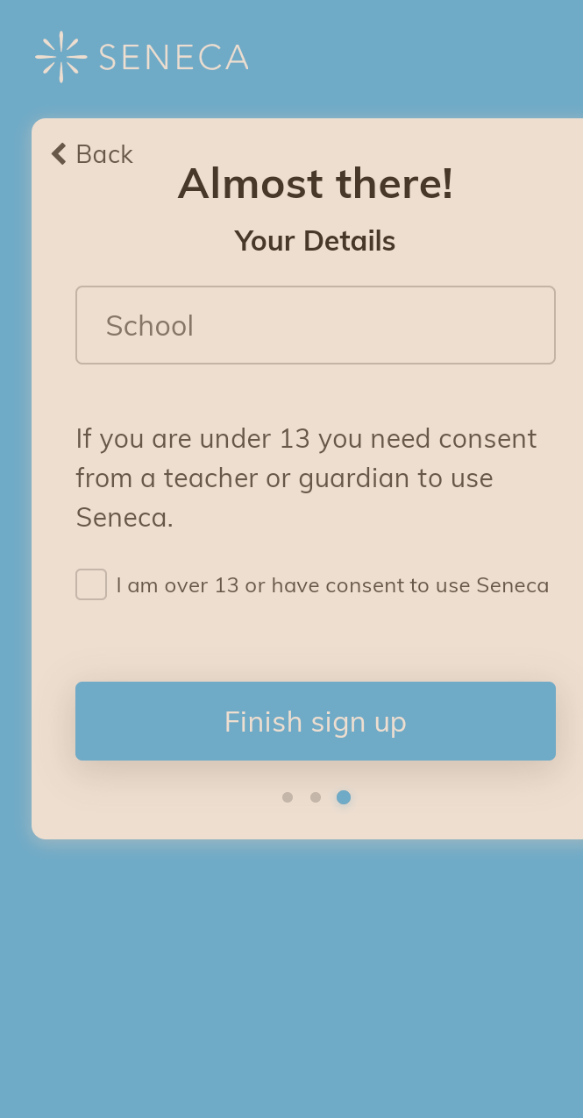 SENECA
Back
Almost there!
Your Details
School
If you are under 13 you need consent
from a teacher or guardian to use
Seneca.
I am over 13 or have consent to use Seneca
Finish sign up